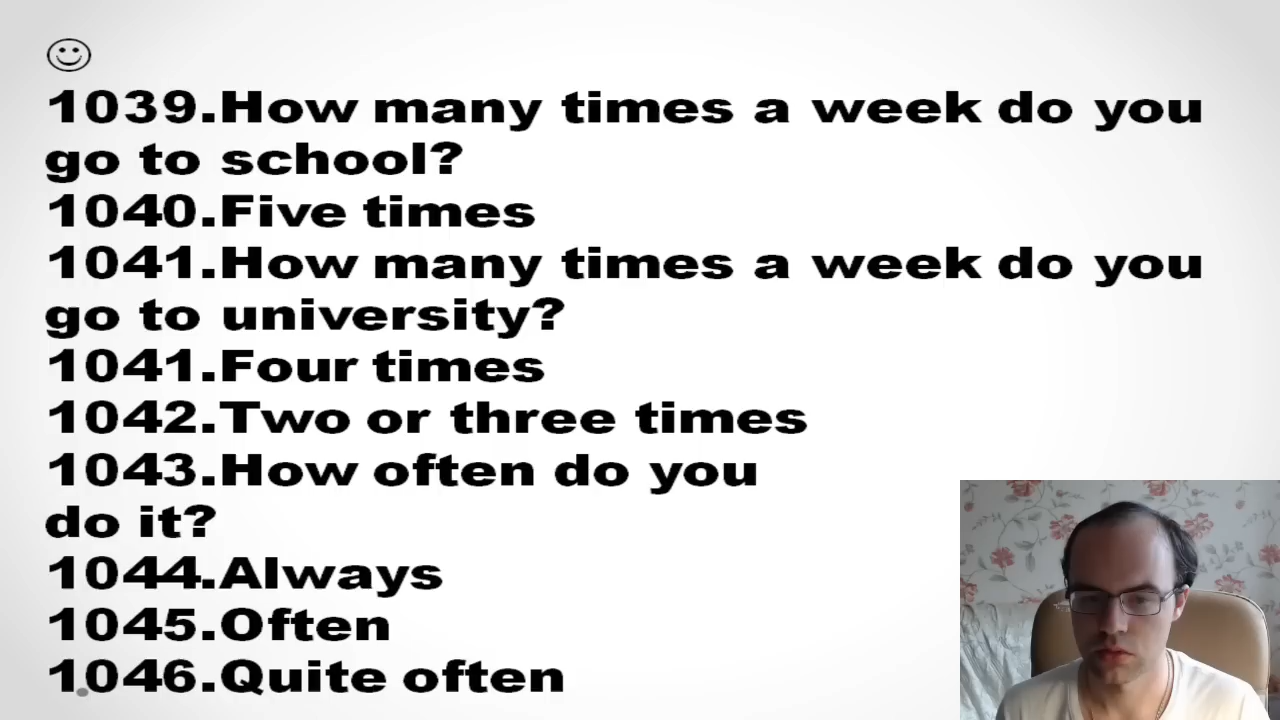 1039.How many times a week do you
go to school?
1040.Five times
1041.How many times a week do you
go to university?
1041.Four times
1042.Two or three times
1043.How often do you
do it?
1044.Always
1045.Often
1046.Quite often